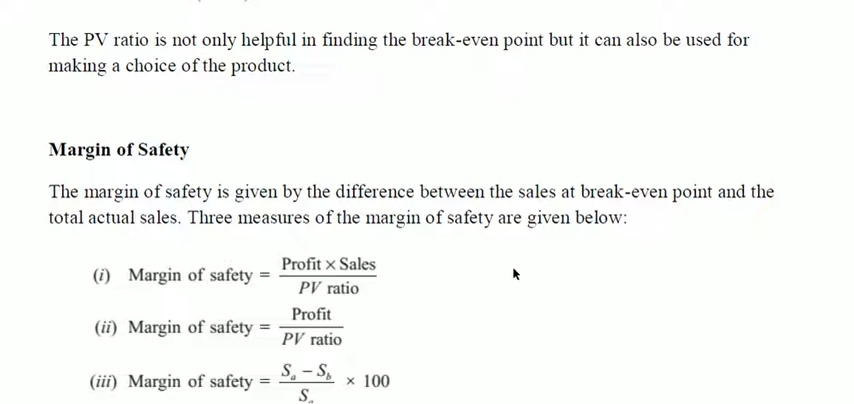 The PV ratio is not only helpful in finding the break-even point but it can also be used for
making a choice of the product.
Margin of Safety
The margin of safety is given by the difference between the sales at break-even point and the
total actual sales. Three measures of the margin of safety are given below:
(i) Margin of safety = Profit × Sales / PV ratio
(ii) Margin of safety = Profit / PV ratio
(iii) Margin of safety = Sₐ − S_b / Sₐ × 100